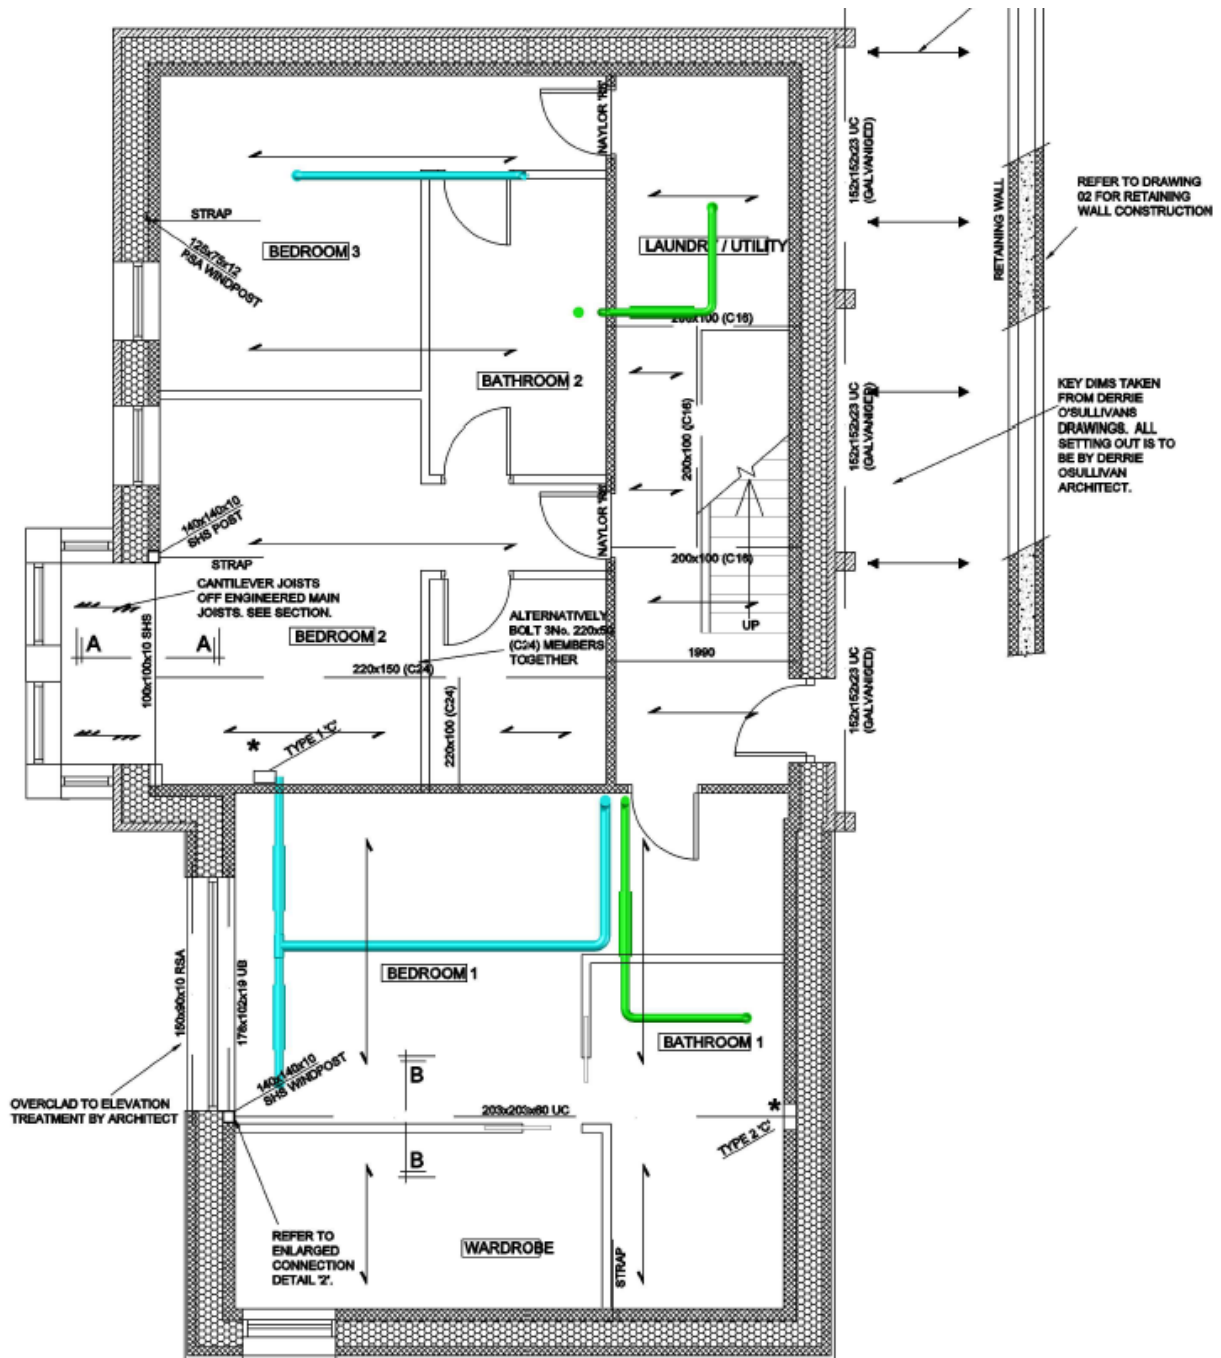 NAYLOR 'R6'
152x152x23 UC
(GALVANIGED)
RETAINING WALL
REFER TO DRAWING
02 FOR RETAINING
WALL CONSTRUCTION
STRAP
125x75x12
RSA WINDPOST
BEDROOM 3
LAUNDRY / UTILITY
200x100 (C16)
BATHROOM 2
200x100 (C16)
152x152x23 UC
(GALVANIGED)
KEY DIMS TAKEN
FROM DERRIE
O'SULLIVANS
DRAWINGS. ALL
SETTING OUT IS TO
BE BY DERRIE
OSULLIVAN
ARCHITECT.
140x140x10
SHS POST
NAYLOR 'R6'
STRAP
CANTILEVER JOISTS
OFF ENGINEERED MAIN
JOISTS. SEE SECTION.
200x100 (C16)
A
A
100x100x10 SHS
BEDROOM 2
ALTERNATIVELY
BOLT 3No. 220x50
(C24) MEMBERS
TOGETHER
UP
1990
220x150 (C24)
220x100 (C24)
152x152x23 UC
(GALVANIGED)
*
TYPE 1 'C'
150x90x10 RSA
178x102x19 UB
BEDROOM 1
BATHROOM 1
B
140x140x10
SHS WINDPOST
OVERCLAD TO ELEVATION
TREATMENT BY ARCHITECT
203x203x60 UC
*
TYPE 2 'C'
B
REFER TO
ENLARGED
CONNECTION
DETAIL '2'.
WARDROBE
STRAP